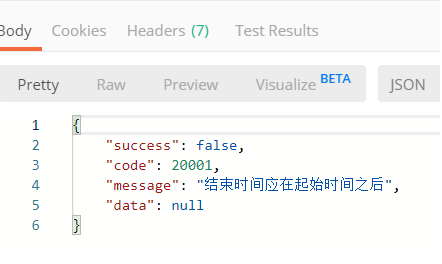 Body Cookies Headers (7) Test Results
Pretty Raw Preview Visualize BETA JSON
1 {
2 "success": false,
3 "code": 20001,
4 "message": "结束时间应在起始时间之后",
5 "data": null
6 }